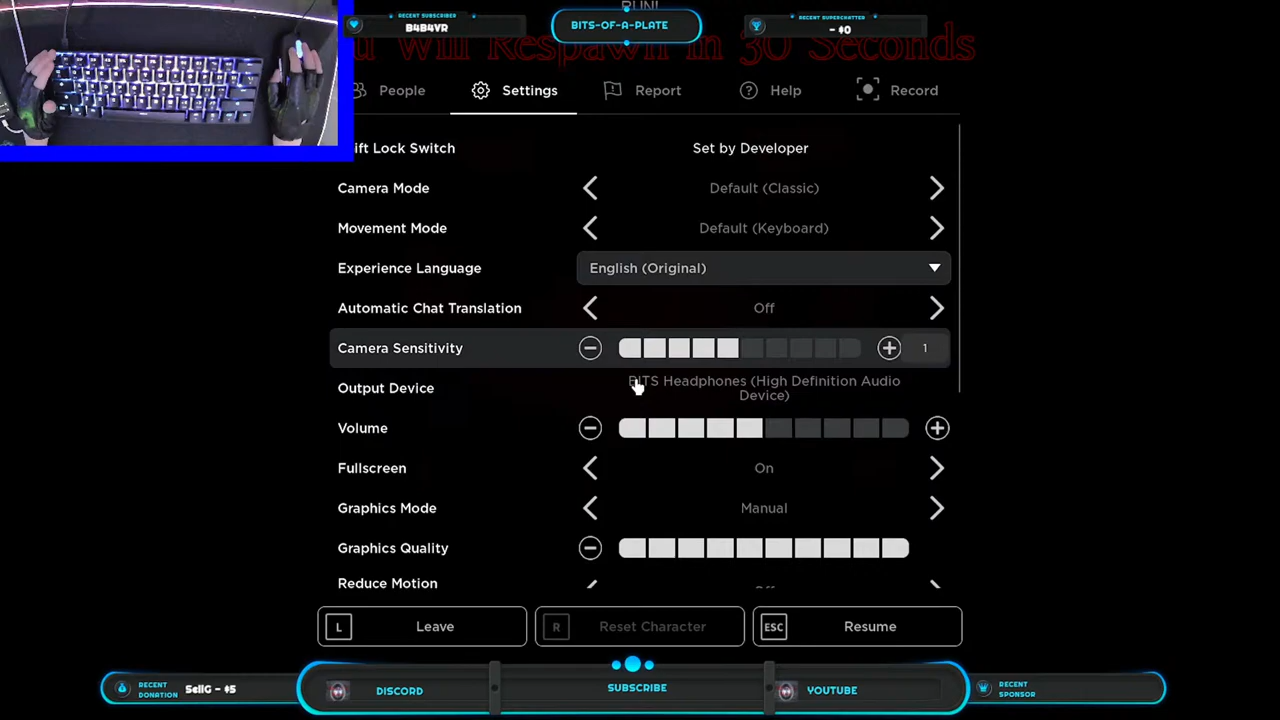 RUN!
RECENT SUBSCRIBER
B4B4VR
BITS-OF-A-PLATE
RECENT SUPERCHATTER
- $0
u Will Respawn in 30 Seconds
People
Settings
Report
Help
Record
ift Lock Switch
Set by Developer
Camera Mode
Default (Classic)
Movement Mode
Default (Keyboard)
Experience Language
English (Original)
Automatic Chat Translation
Off
Camera Sensitivity
1
Output Device
BITS Headphones (High Definition Audio
Device)
Volume
Fullscreen
On
Graphics Mode
Manual
Graphics Quality
Reduce Motion
Off
L Leave
R Reset Character
ESC Resume
RECENT
DONATION
SellG - $5
DISCORD
SUBSCRIBE
YOUTUBE
RECENT
SPONSOR